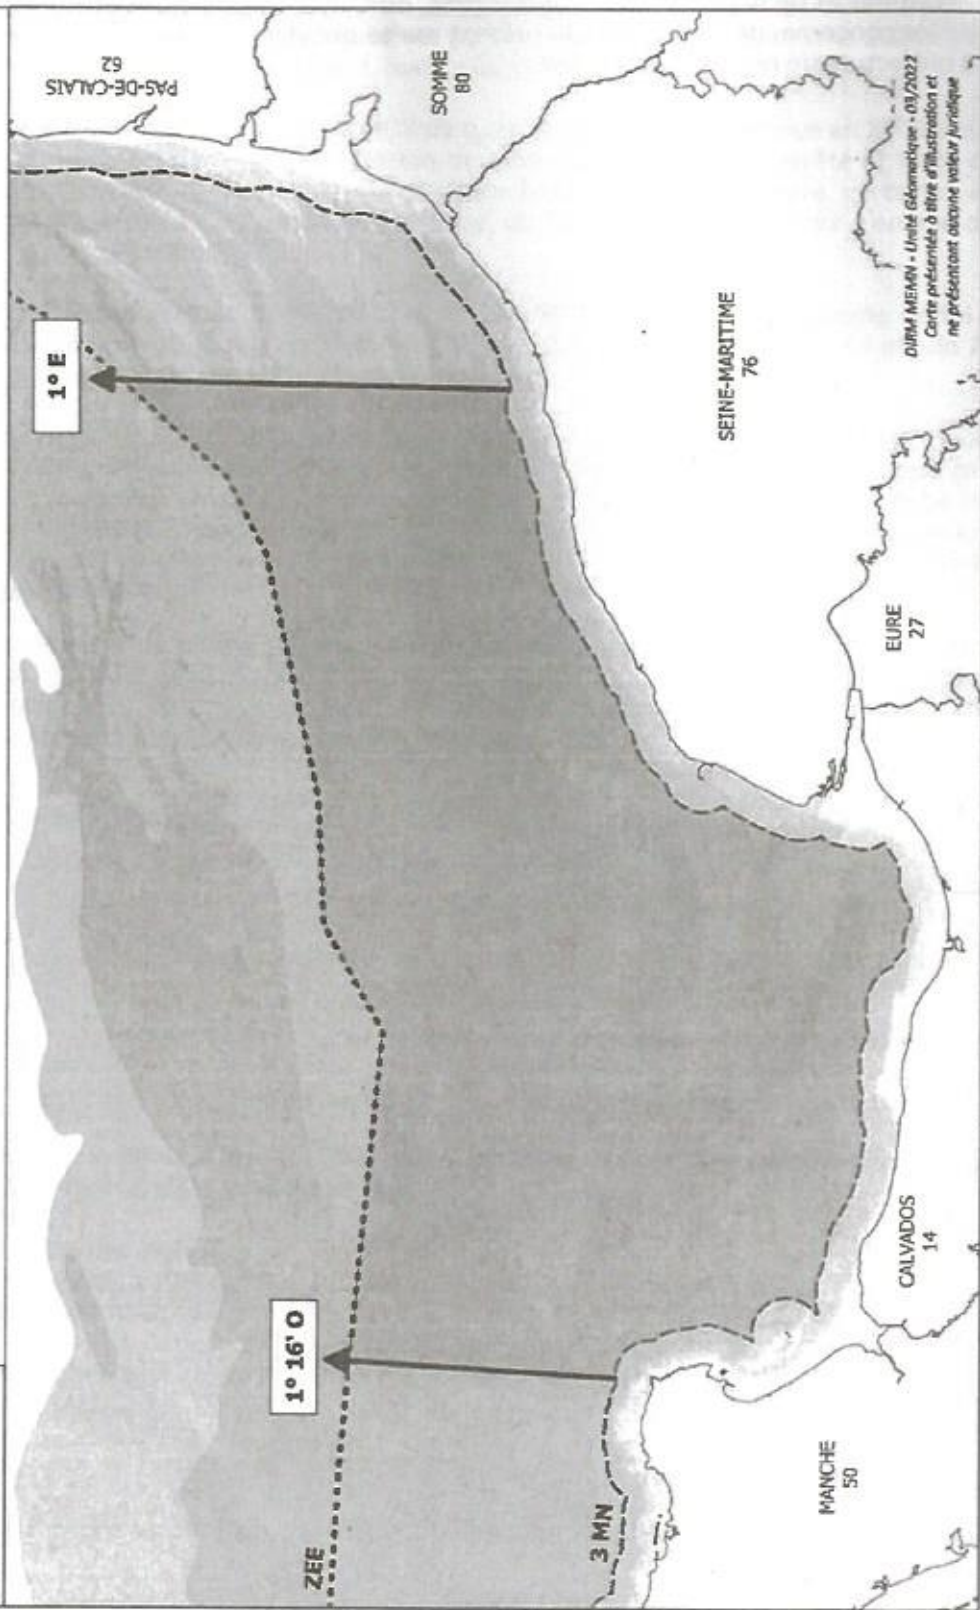 PAS-DE-CALAIS
62
SOMME
80
1° E
SEINE-MARITIME
76
EURE
27
1° 16' O
CALVADOS
14
ZEE
3 MN
MANCHE
50
DIRM MEMN - Unité Géomatique - 03/2022
Carte présentée à titre d'illustration et
ne présentant aucune valeur juridique